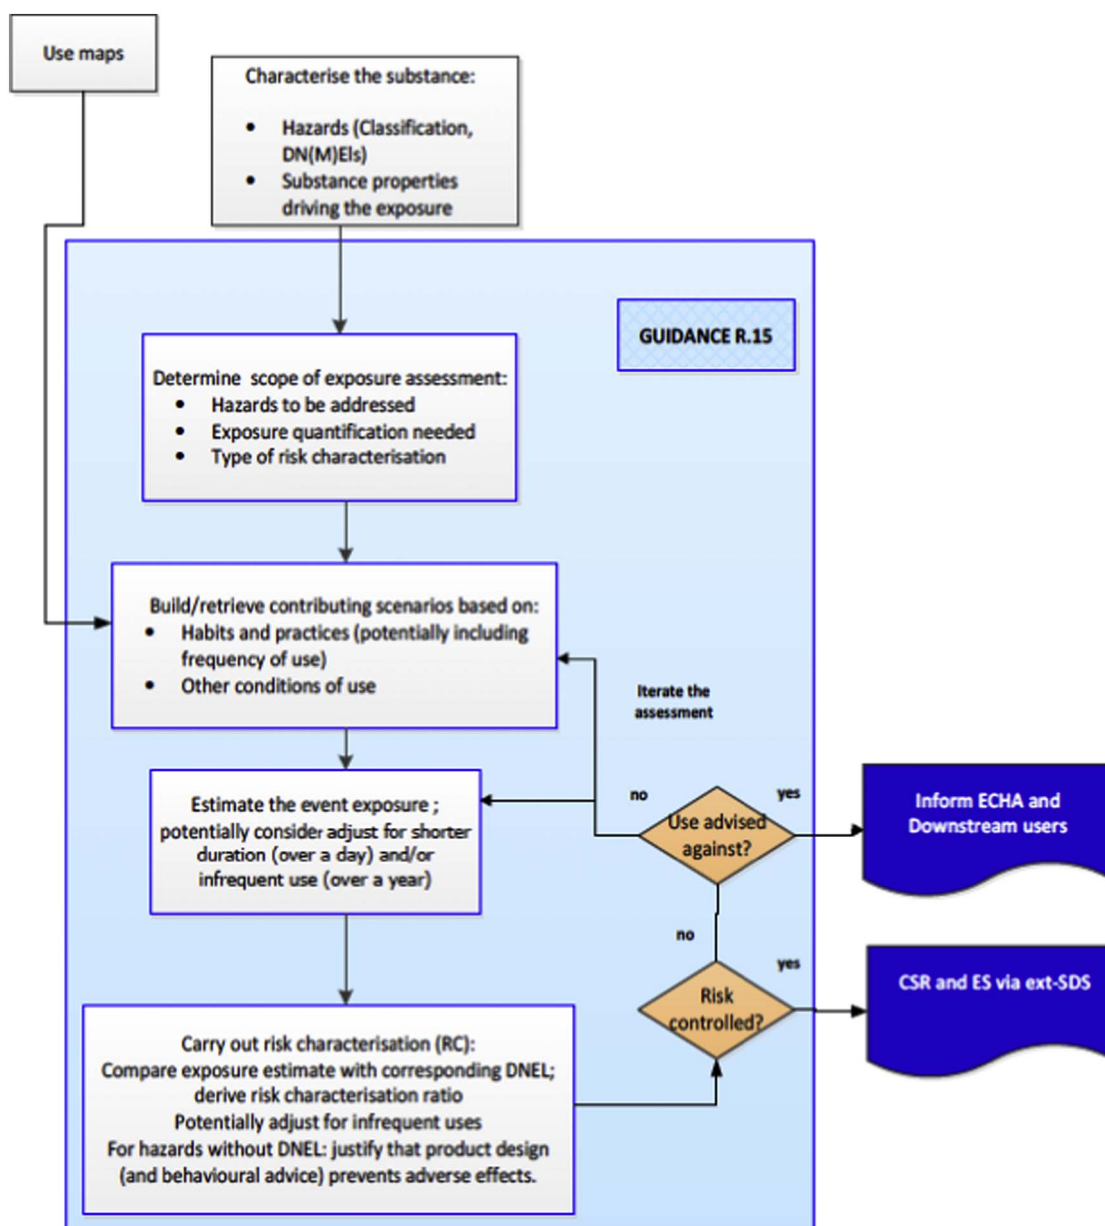 Use maps
Characterise the substance:
• Hazards (Classification,
DN(M)Els)
• Substance properties
driving the exposure
GUIDANCE R.15
Determine scope of exposure assessment:
• Hazards to be addressed
• Exposure quantification needed
• Type of risk characterisation
Build/retrieve contributing scenarios based on:
• Habits and practices (potentially including
frequency of use)
• Other conditions of use
Iterate the
assessment
Estimate the event exposure ;
potentially consider adjust for shorter
duration (over a day) and/or
infrequent use (over a year)
no
yes
Use advised
against?
Inform ECHA and
Downstream users
no
yes
Risk
controlled?
CSR and ES via ext-SDS
Carry out risk characterisation (RC):
Compare exposure estimate with corresponding DNEL;
derive risk characterisation ratio
Potentially adjust for infrequent uses
For hazards without DNEL: justify that product design
(and behavioural advice) prevents adverse effects.